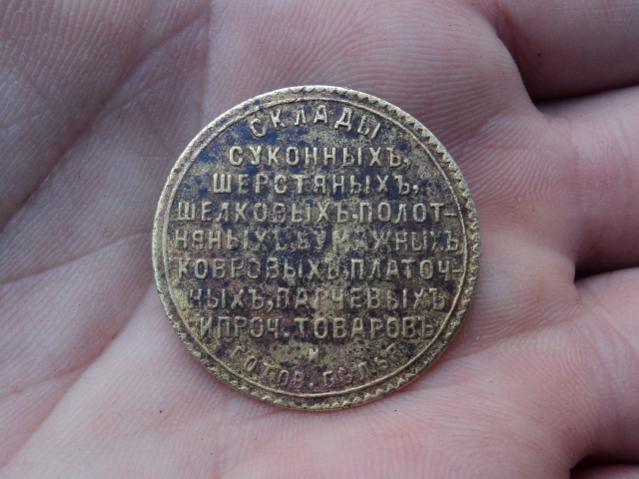 СКЛАДЫ
СУКОННЫХЪ,
ШЕРСТЯНЫХЪ,
ШЕЛКОВЫХЪ, ПОЛОТ-
НЯНЫХЪ, БУМАЖНЫХЪ
КОВРОВЫХЪ, ПЛАТОЧ-
НЫХЪ, ПАРЧЕВЫХЪ
И ПРОЧ. ТОВАРОВЪ
И
ГОТОВ.